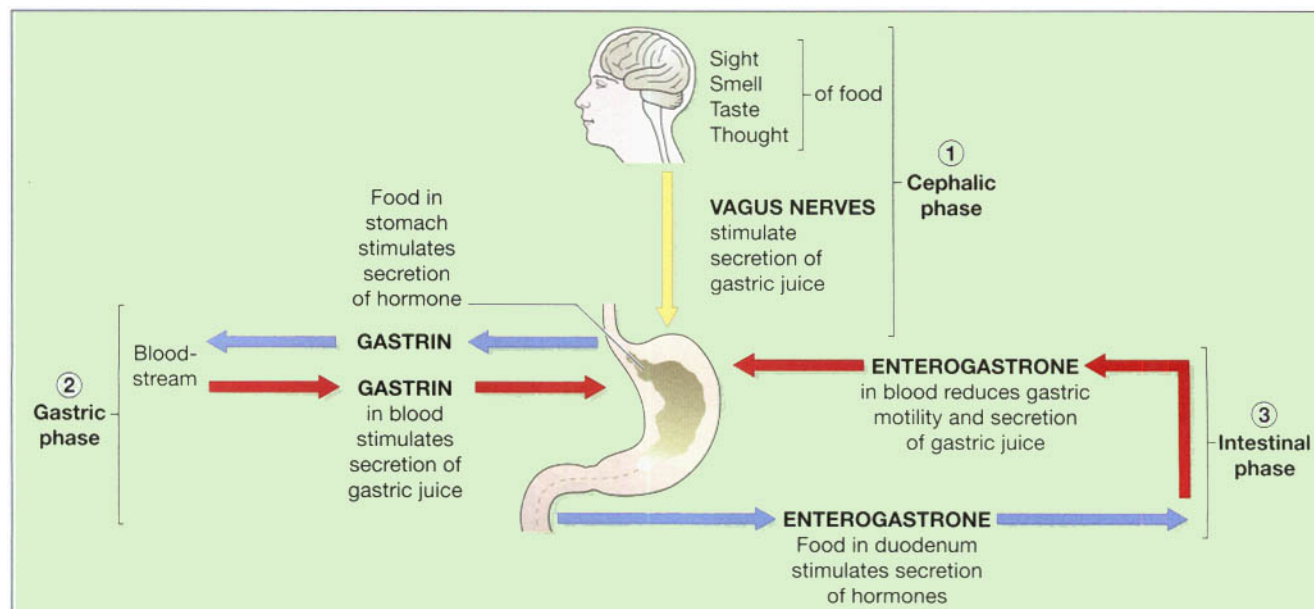 Sight
Smell
Taste
Thought
of food
①
Cephalic
phase
VAGUS NERVES
stimulate
secretion of
gastric juice
Food in
stomach
stimulates
secretion
of hormone
②
Gastric
phase
Blood-
stream
GASTRIN
GASTRIN
in blood
stimulates
secretion of
gastric juice
ENTEROGASTRONE
in blood reduces gastric
motility and secretion
of gastric juice
③
Intestinal
phase
ENTEROGASTRONE
Food in duodenum
stimulates secretion
of hormones